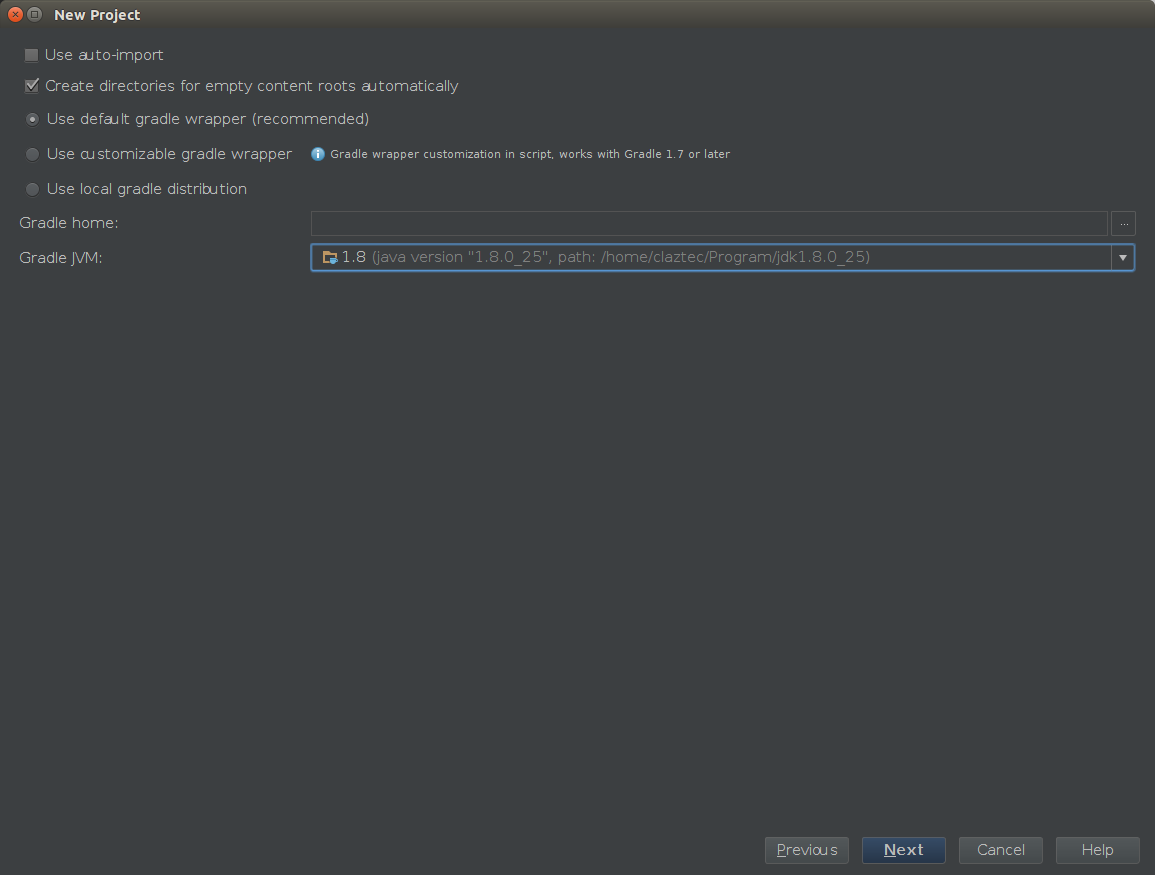 New Project
Use auto-import
Create directories for empty content roots automatically
Use default gradle wrapper (recommended)
Use customizable gradle wrapper Gradle wrapper customization in script, works with Gradle 1.7 or later
Use local gradle distribution
Gradle home: ...
Gradle JVM: 1.8 (java version "1.8.0_25", path: /home/claztec/Program/jdk1.8.0_25)
Previous Next Cancel Help